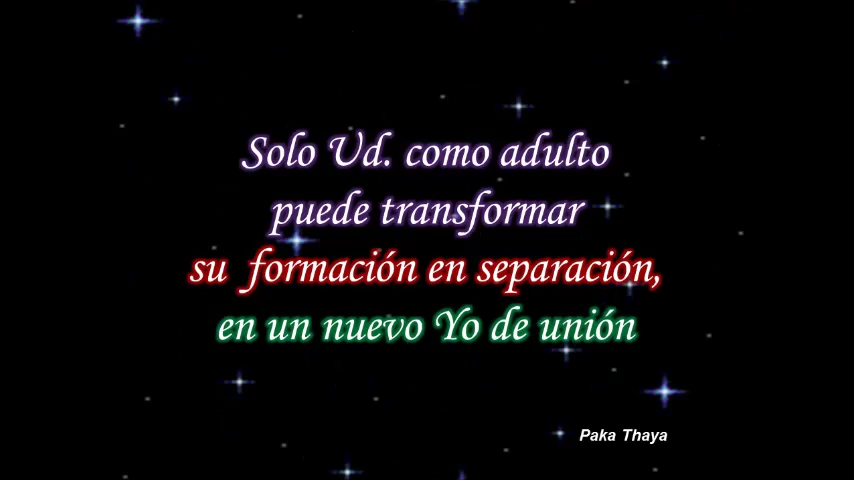 Solo Ud. como adulto
puede transformar
su formación en separación,
en un nuevo Yo de unión
Paka Thaya